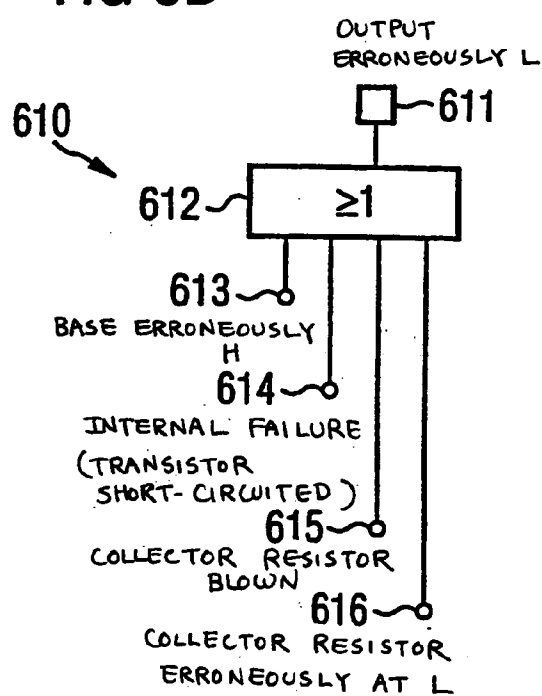 OUTPUT
ERRONEOUSLY L
611
610
612
≥1
613
BASE ERRONEOUSLY
H
614
INTERNAL FAILURE
(TRANSISTOR
SHORT-CIRCUITED)
615
COLLECTOR RESISTOR
BLOWN
616
COLLECTOR RESISTOR
ERRONEOUSLY AT L